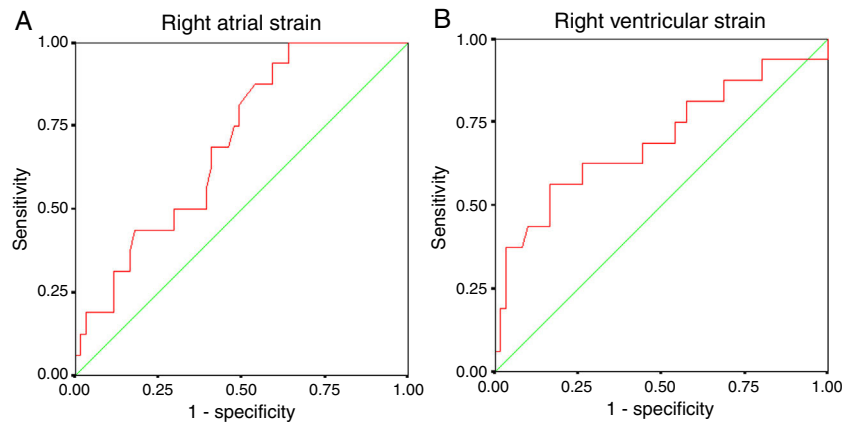 A
Right atrial strain
1.00
0.75
0.50
0.25
0.00
Sensitivity
0.00 0.25 0.50 0.75 1.00
1 - specificity
B
Right ventricular strain
1.00
0.75
0.50
0.25
0.00
Sensitivity
0.00 0.25 0.50 0.75 1.00
1 - specificity